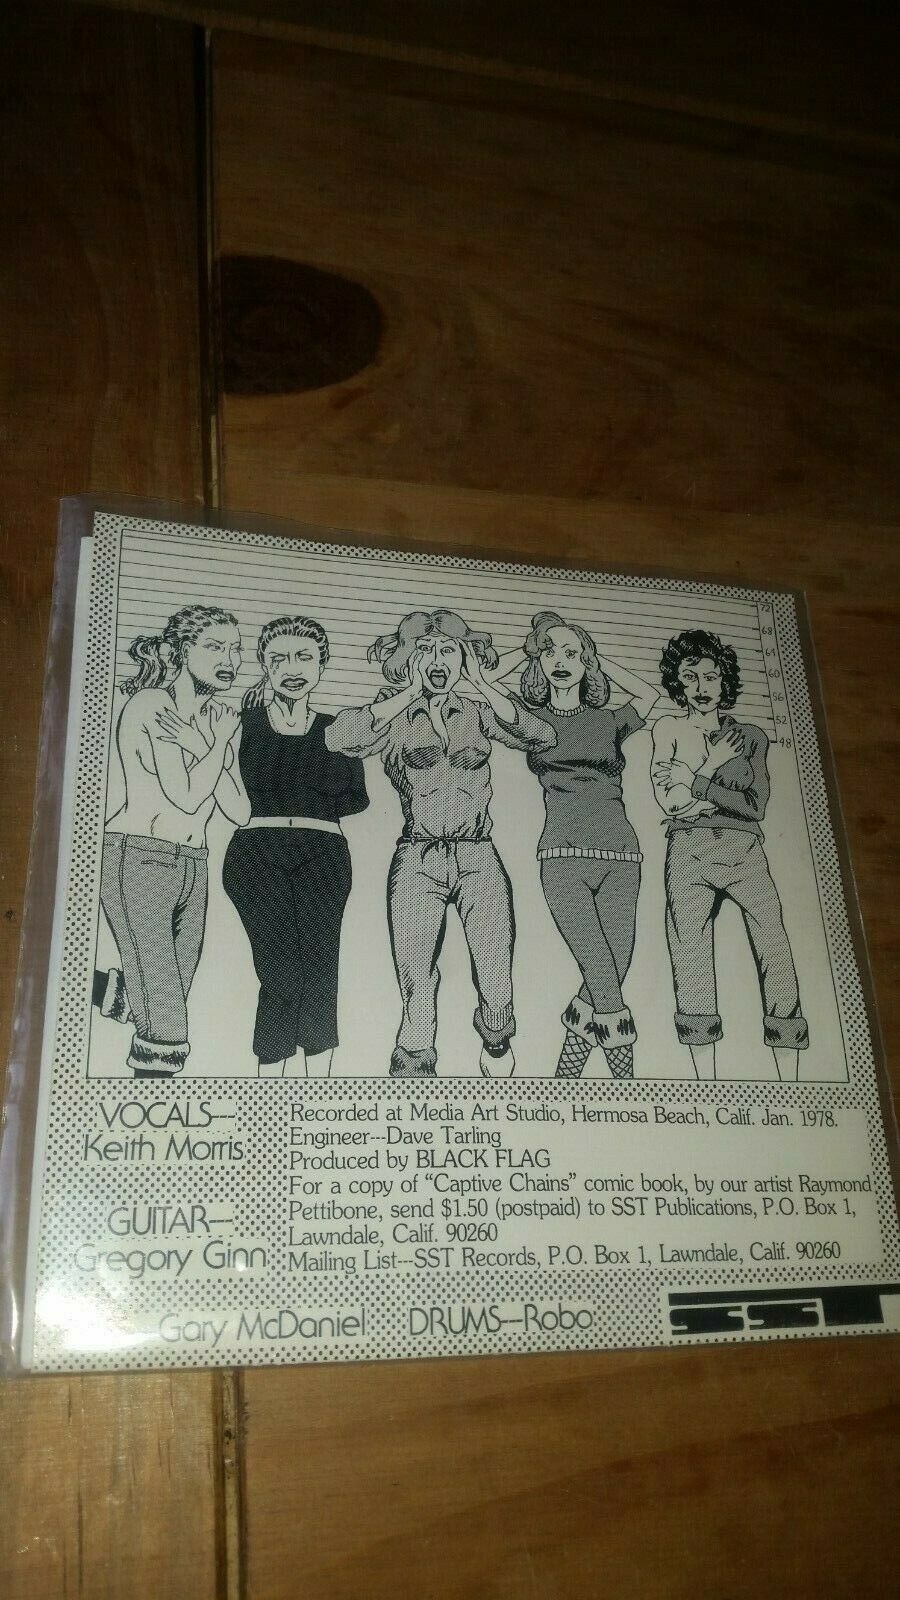 72
68
64
60
56
52
48
VOCALS---
Keith Morris
GUITAR---
Gregory Ginn
Recorded at Media Art Studio, Hermosa Beach, Calif. Jan. 1978.
Engineer---Dave Tarling
Produced by BLACK FLAG
For a copy of “Captive Chains” comic book, by our artist Raymond
Pettibone, send $1.50 (postpaid) to SST Publications, P.O. Box 1,
Lawndale, Calif. 90260
Mailing List---SST Records, P.O. Box 1, Lawndale, Calif. 90260
Gary McDaniel DRUMS---Robo
SST